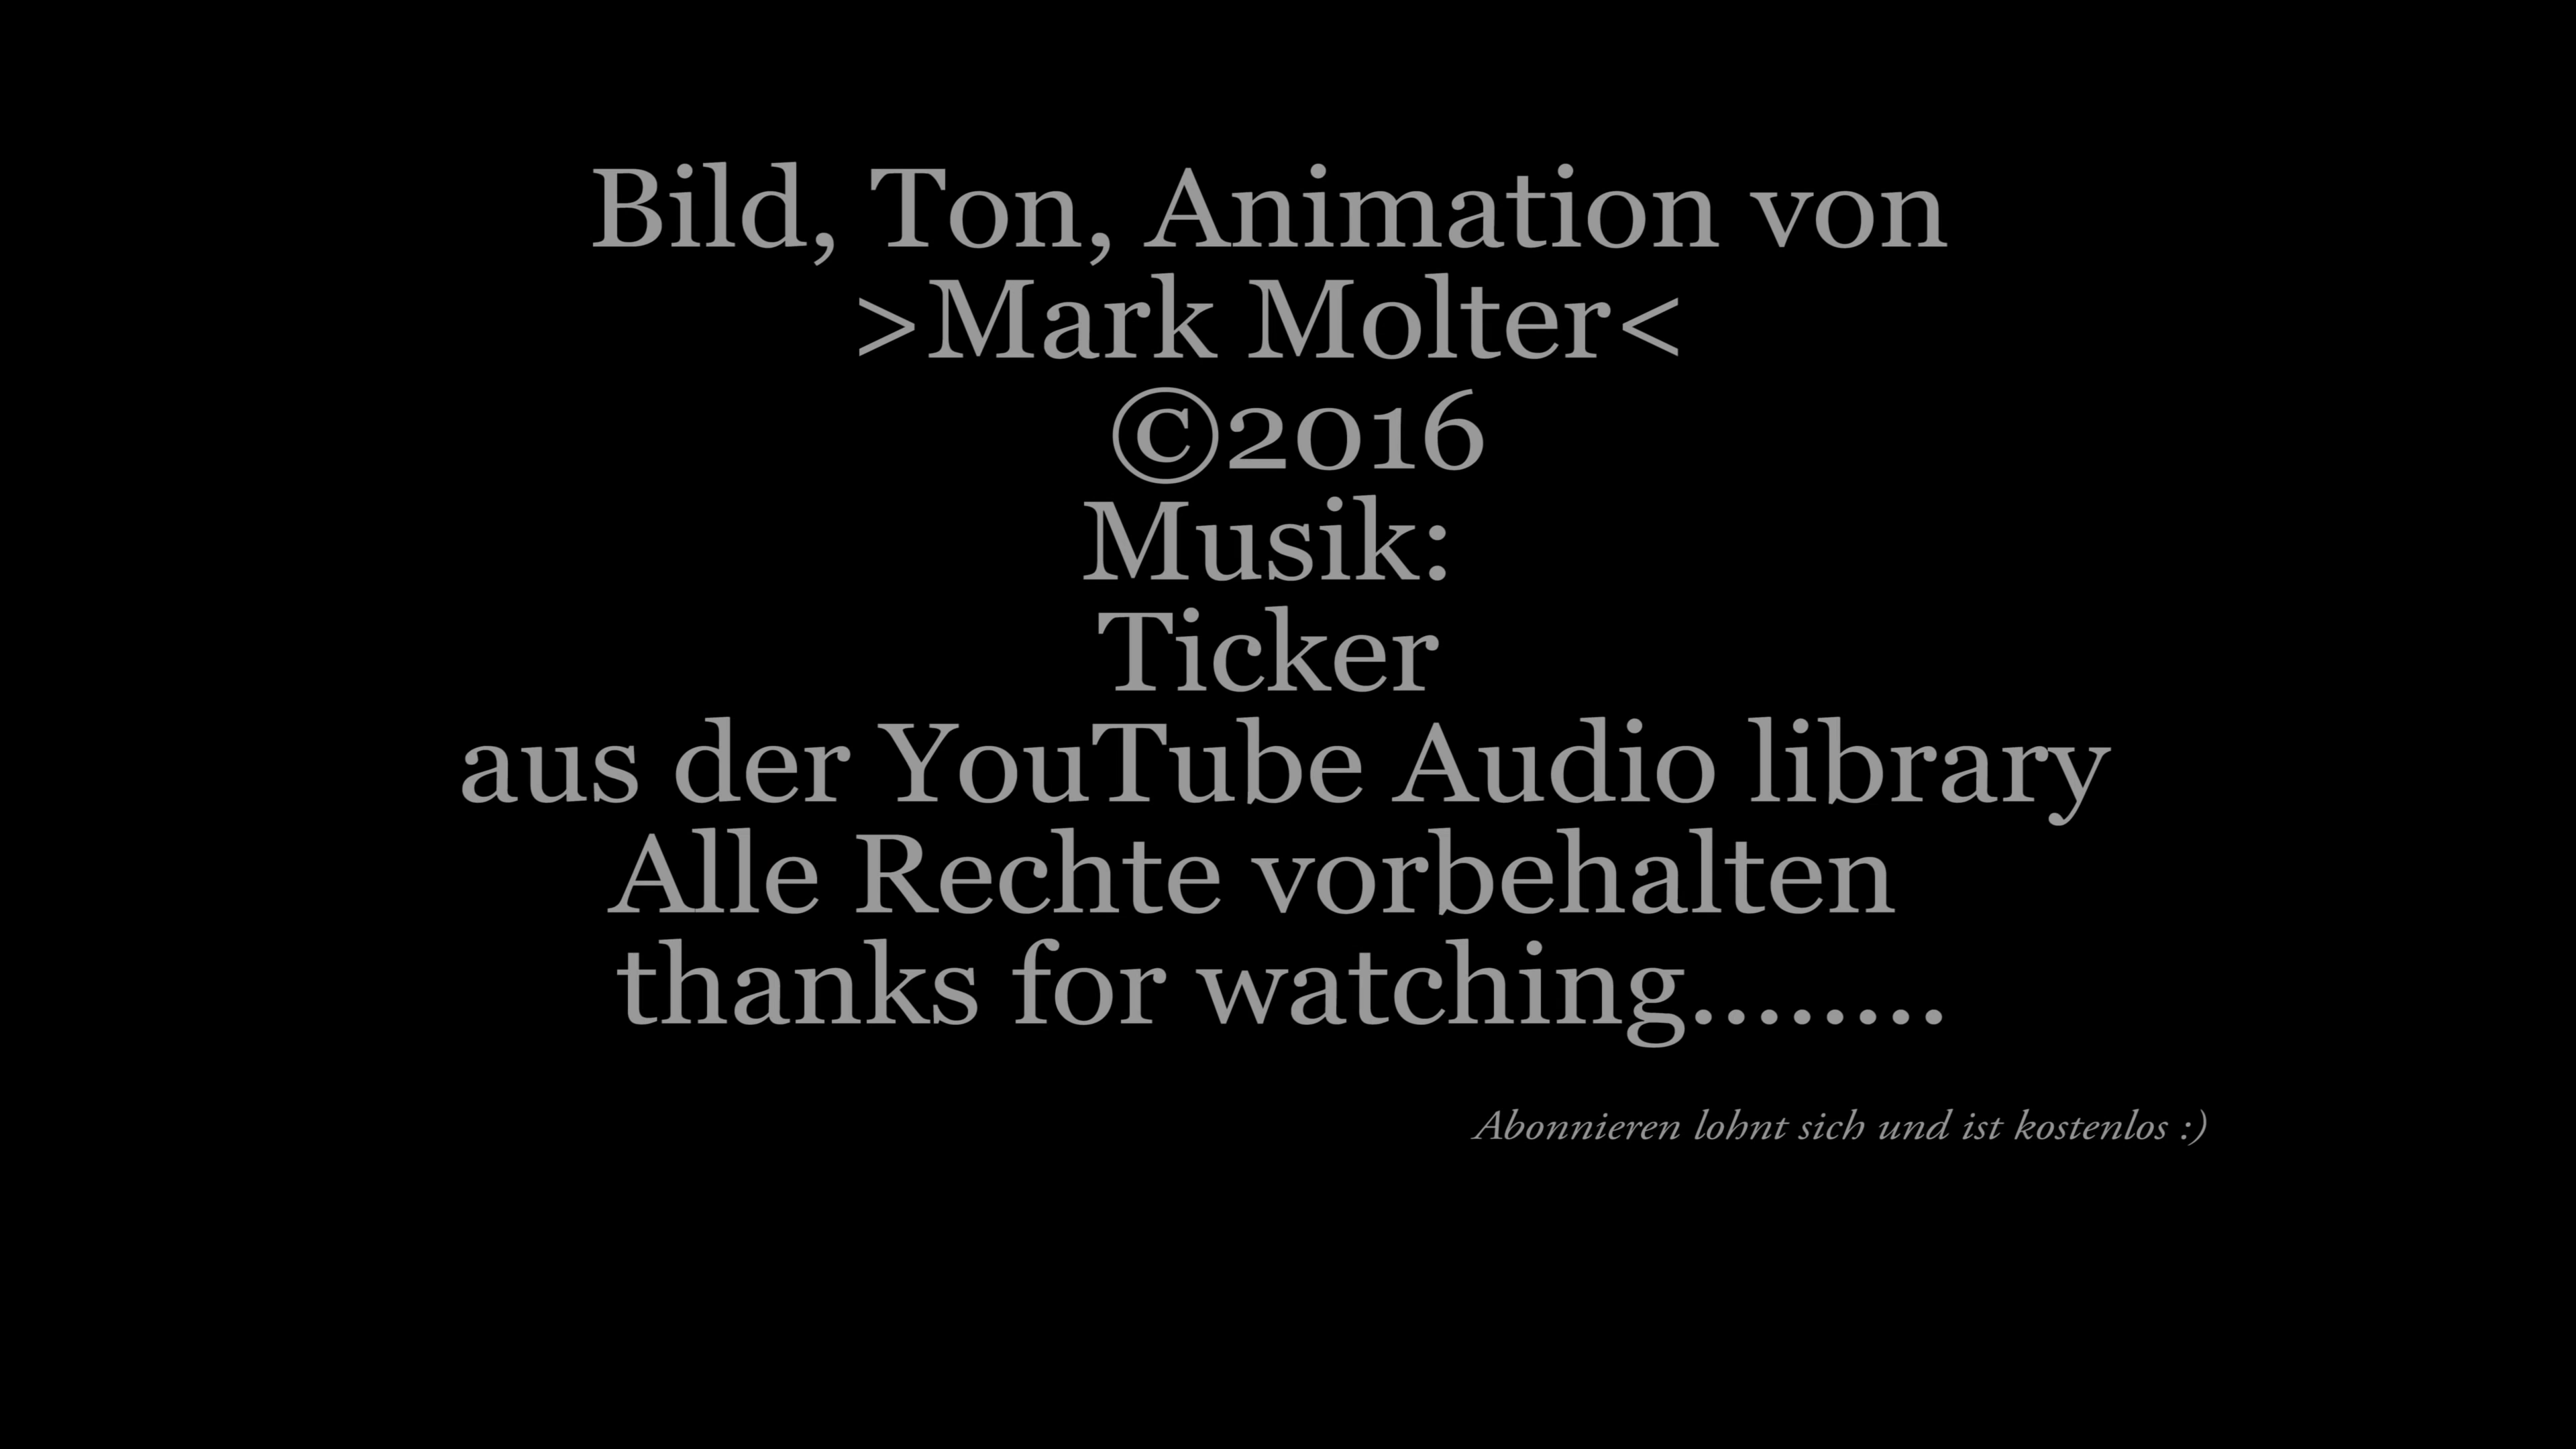 Bild, Ton, Animation von
>Mark Molter<
©2016
Musik:
Ticker
aus der YouTube Audio library
Alle Rechte vorbehalten
thanks for watching........
Abonnieren lohnt sich und ist kostenlos :)